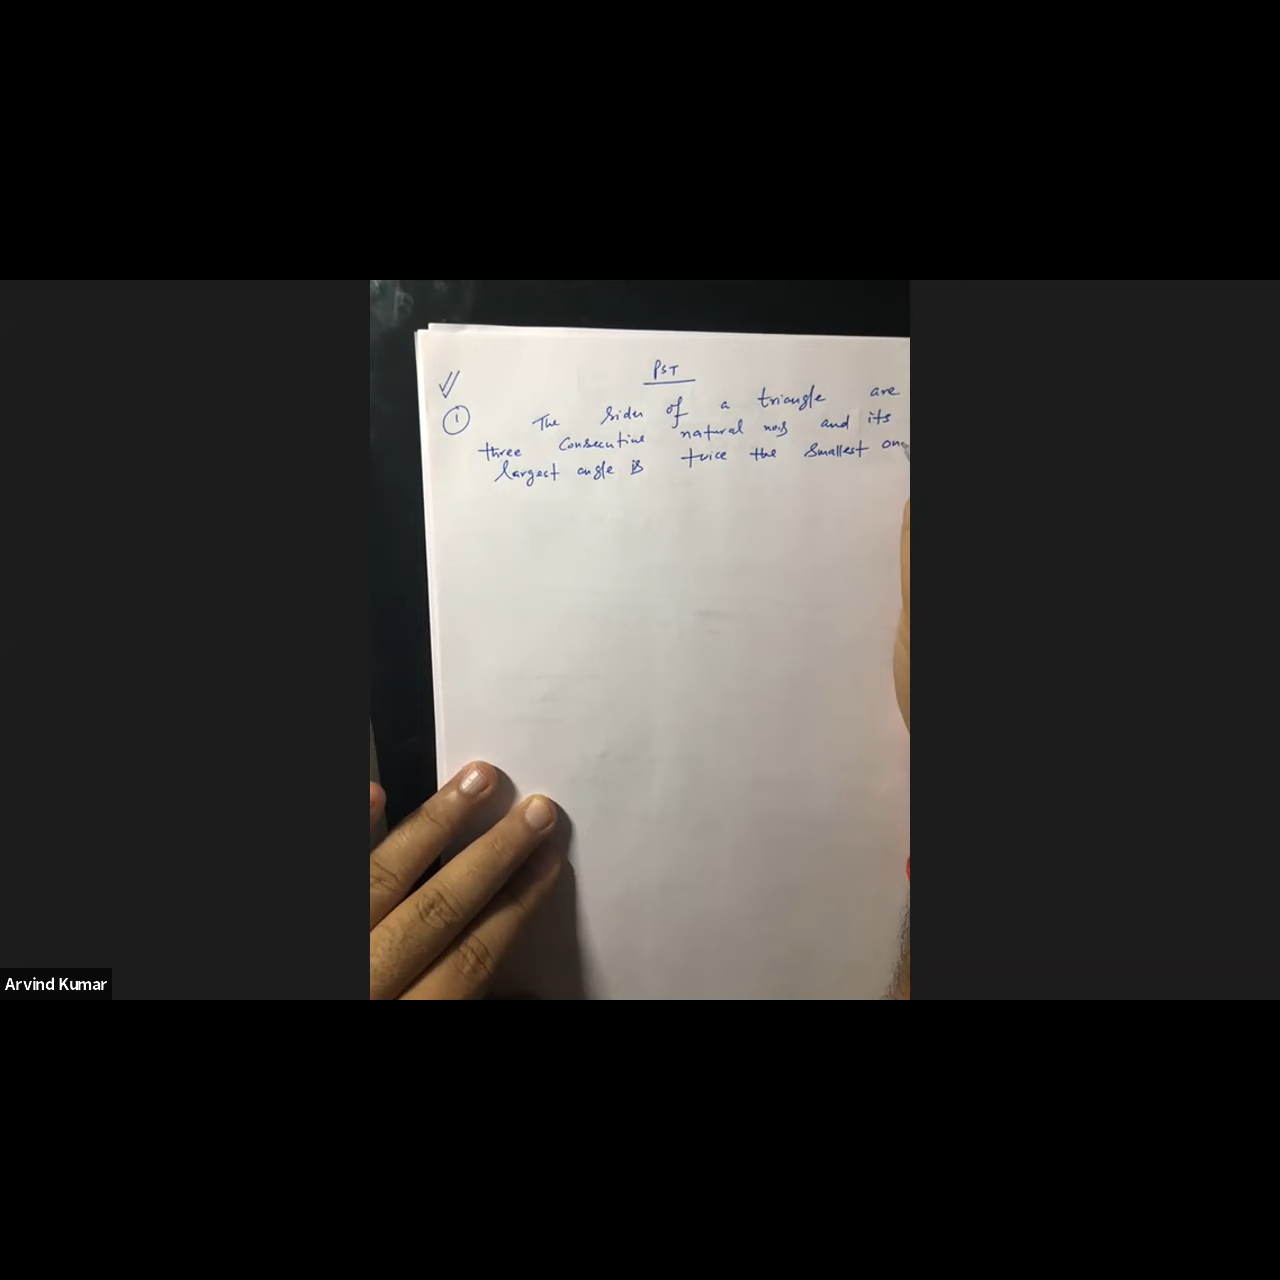 PST
1 The sides of a triangle are
three consecutive natural nos and its
largest angle is twice the smallest one
Arvind Kumar